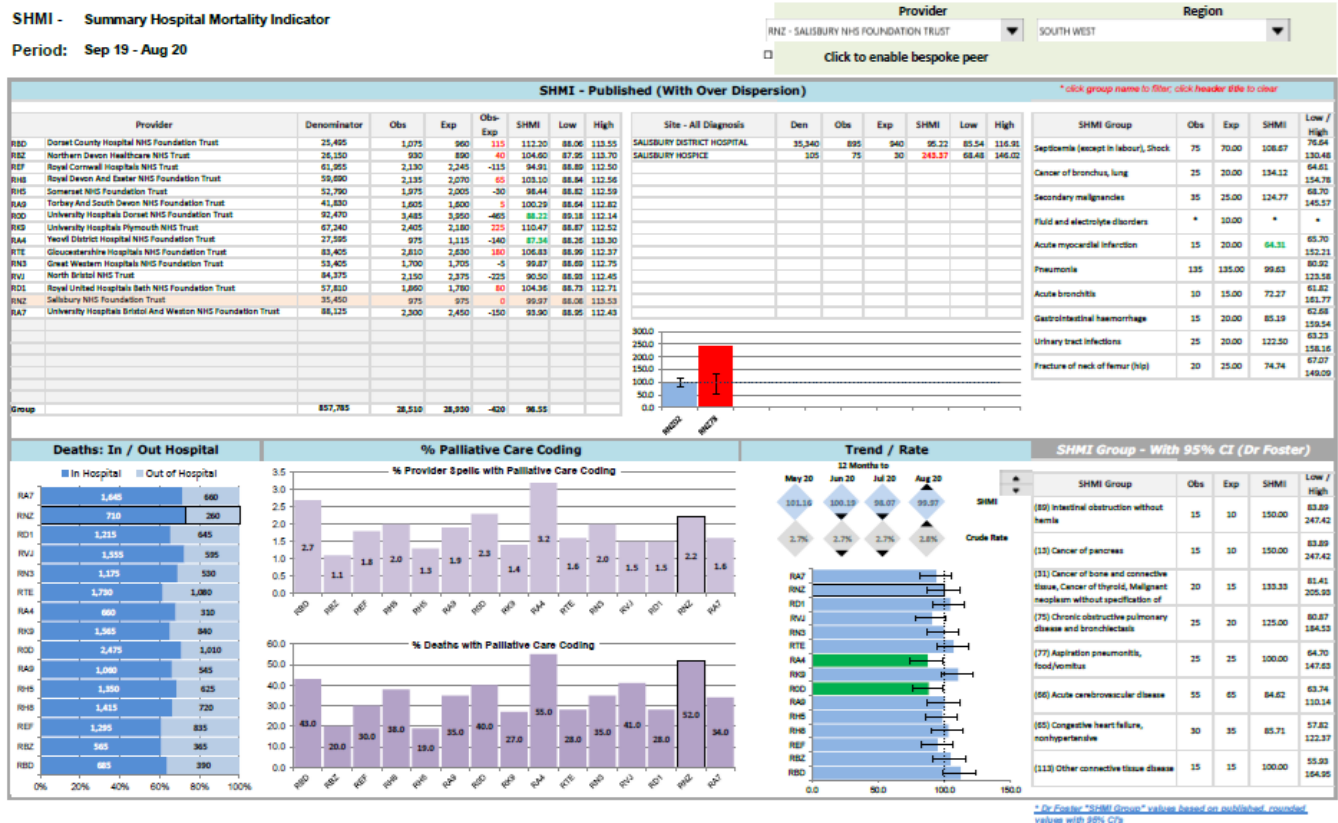 SHMI - Summary Hospital Mortality Indicator
Period: Sep 19 - Aug 20
Provider Region
RNZ - SALISBURY NHS FOUNDATION TRUST SOUTH WEST
Click to enable bespoke peer
SHMI - Published (With Over Dispersion)
* click group name to filter; click header title to clear
Provider Denominator Obs Exp Obs-Exp SHMI Low High
RBD Dorset County Hospital NHS Foundation Trust 25,495 1,075 960 115 112.20 88.06 113.55
RBZ Northern Devon Healthcare NHS Trust 26,150 930 890 40 104.60 87.95 113.70
REF Royal Cornwall Hospitals NHS Trust 61,955 2,130 2,245 -115 94.91 88.89 112.50
RH8 Royal Devon And Exeter NHS Foundation Trust 59,690 2,135 2,070 65 103.10 88.84 112.56
RH5 Somerset NHS Foundation Trust 52,790 1,975 2,005 -30 98.44 88.82 112.59
RA9 Torbay And South Devon NHS Foundation Trust 41,830 1,605 1,600 5 100.29 88.64 112.82
R0D University Hospitals Dorset NHS Foundation Trust 92,470 3,485 3,950 -465 88.22 89.18 112.14
RK9 University Hospitals Plymouth NHS Trust 67,240 2,405 2,180 225 110.47 88.87 112.52
RA4 Yeovil District Hospital NHS Foundation Trust 27,595 975 1,115 -140 87.34 88.26 113.30
RTE Gloucestershire Hospitals NHS Foundation Trust 83,405 2,810 2,630 180 106.83 88.99 112.37
RN3 Great Western Hospitals NHS Foundation Trust 53,405 1,700 1,705 -5 99.87 88.69 112.75
RVJ North Bristol NHS Trust 84,375 2,150 2,375 -225 90.50 88.93 112.45
RD1 Royal United Hospitals Bath NHS Foundation Trust 57,810 1,860 1,780 80 104.36 88.73 112.71
RNZ Salisbury NHS Foundation Trust 35,450 975 975 0 99.97 88.08 113.53
RA7 University Hospitals Bristol And Weston NHS Foundation Trust 88,125 2,300 2,450 -150 93.90 88.95 112.43
Group 857,785 28,510 28,930 -420 98.55
Site - All Diagnosis Den Obs Exp SHMI Low High
SALISBURY DISTRICT HOSPITAL 35,340 895 940 95.22 85.54 116.91
SALISBURY HOSPICE 105 75 30 243.37 68.48 146.02
300.0
250.0
200.0
150.0
100.0
50.0
0.0
RNZ02 RNZ78
SHMI Group Obs Exp SHMI Low / High
Septicemia (except in labour), Shock 75 70.00 108.67 76.64 130.48
Cancer of bronchus, lung 25 20.00 134.12 64.61 154.78
Secondary malignancies 35 25.00 124.77 68.70 145.57
Fluid and electrolyte disorders * 10.00 * *
Acute myocardial infarction 15 20.00 64.31 65.70 152.21
Pneumonia 135 135.00 99.63 80.92 123.58
Acute bronchitis 10 15.00 72.27 61.82 161.77
Gastrointestinal haemorrhage 15 20.00 85.19 62.68 159.54
Urinary tract infections 25 20.00 122.50 63.23 158.16
Fracture of neck of femur (hip) 20 25.00 74.74 67.07 149.09
Deaths: In / Out Hospital
In Hospital Out of Hospital
RA7 1,645 660
RNZ 710 260
RD1 1,215 645
RVJ 1,555 595
RN3 1,175 530
RTE 1,730 1,080
RA4 660 310
RK9 1,565 840
R0D 2,475 1,010
RA9 1,060 545
RH5 1,350 625
RH8 1,415 720
REF 1,295 835
RBZ 565 365
RBD 685 390
0% 20% 40% 60% 80% 100%
% Palliative Care Coding
% Provider Spells with Palliative Care Coding
3.5
3.0
2.5
2.0
1.5
1.0
0.5
0.0
2.7 1.1 1.8 2.0 1.3 1.9 2.3 1.4 3.2 1.6 2.0 1.5 1.5 2.2 1.6
RBD RBZ REF RH8 RH5 RA9 R0D RK9 RA4 RTE RN3 RVJ RD1 RNZ RA7
% Deaths with Palliative Care Coding
60.0
50.0
40.0
30.0
20.0
10.0
0.0
43.0 20.0 30.0 38.0 19.0 35.0 40.0 27.0 55.0 28.0 35.0 41.0 28.0 52.0 34.0
RBD RBZ REF RH8 RH5 RA9 R0D RK9 RA4 RTE RN3 RVJ RD1 RNZ RA7
Trend / Rate
12 Months to
May 20 Jun 20 Jul 20 Aug 20
101.16 100.19 98.07 99.97 SHMI
2.7% 2.7% 2.7% 2.8% Crude Rate
RA7
RNZ
RD1
RVJ
RN3
RTE
RA4
RK9
R0D
RA9
RH5
RH8
REF
RBZ
RBD
0.0 50.0 100.0 150.0
SHMI Group - With 95% CI (Dr Foster)
SHMI Group Obs Exp SHMI Low / High
(89) Intestinal obstruction without hernia 15 10 150.00 83.89 247.42
(13) Cancer of pancreas 15 10 150.00 83.89 247.42
(31) Cancer of bone and connective tissue, Cancer of thyroid, Malignant neoplasm without specification of 20 15 133.33 81.41 205.93
(75) Chronic obstructive pulmonary disease and bronchiectasis 25 20 125.00 80.87 184.53
(77) Aspiration pneumonitis, food/vomitus 25 25 100.00 64.70 147.63
(66) Acute cerebrovascular disease 55 65 84.62 63.74 110.14
(65) Congestive heart failure, nonhypertensive 30 35 85.71 57.82 122.37
(113) Other connective tissue disease 15 15 100.00 55.93 164.95
* Dr Foster "SHMI Group" values based on published, rounded
values with 95% CI's